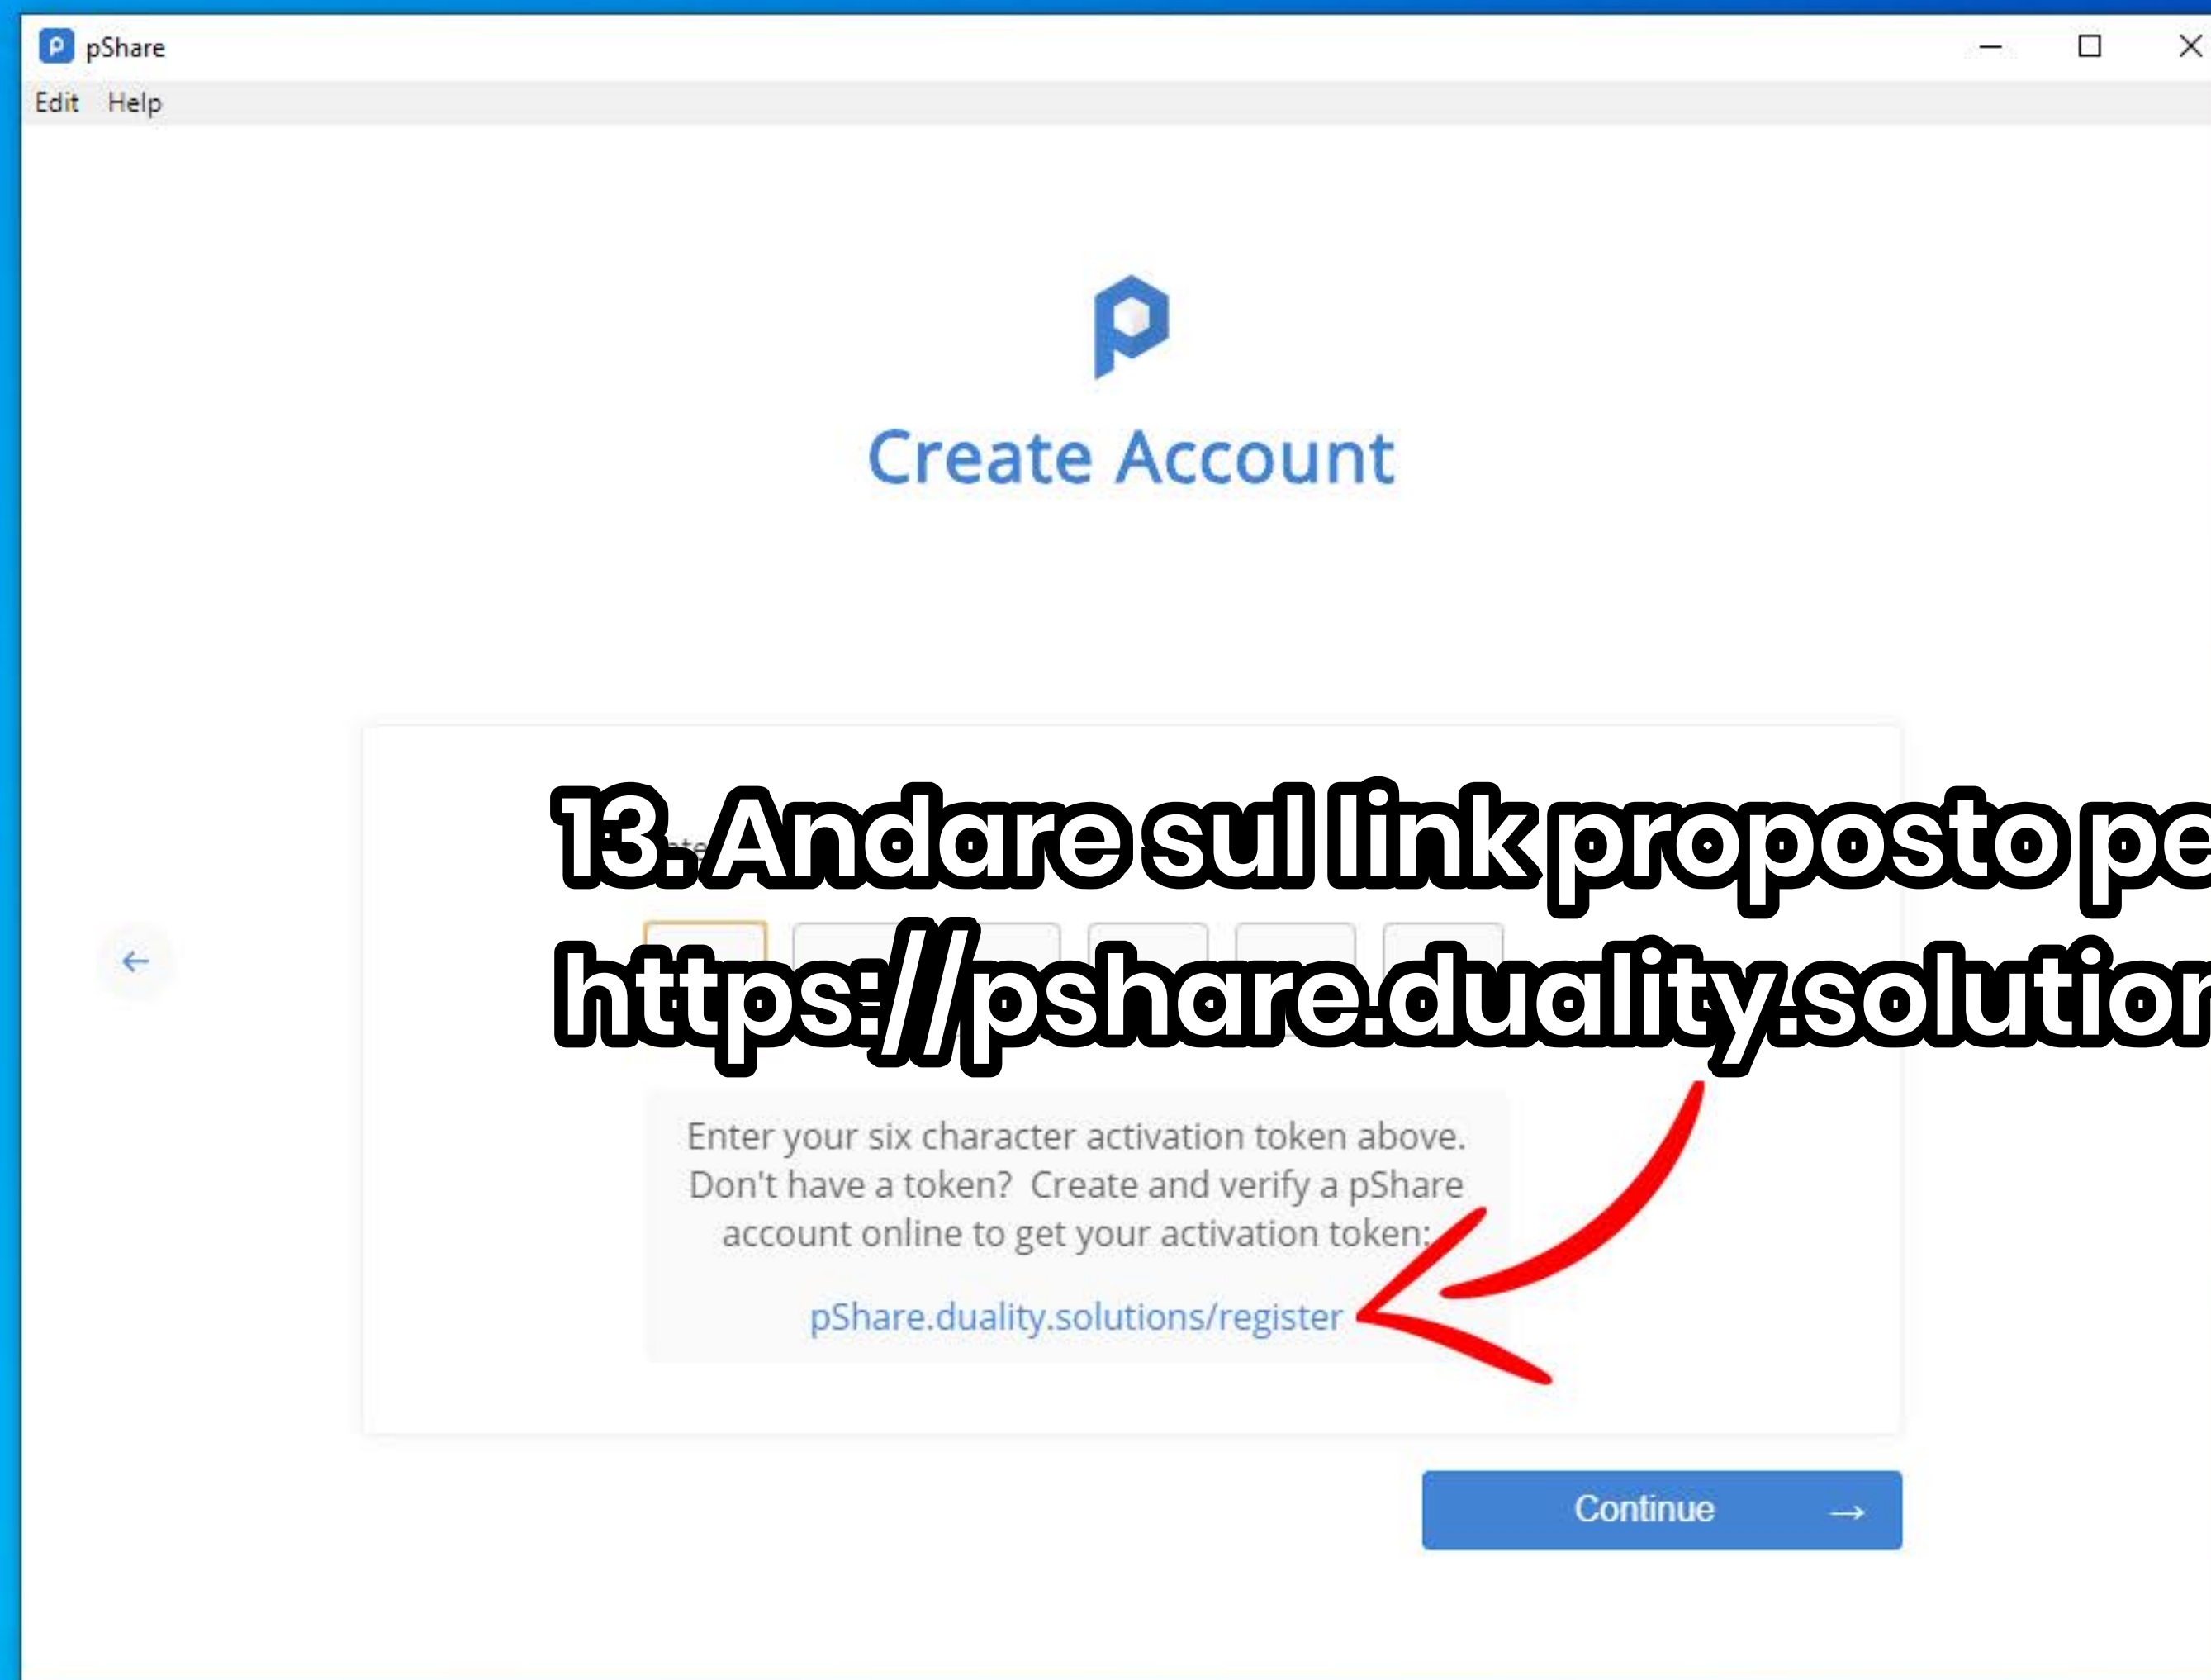 pShare
Edit Help
Create Account
13. Andare sul link proposto pe
https://pshare.duality.solution
Enter your six character activation token above.
Don't have a token? Create and verify a pShare
account online to get your activation token:
pShare.duality.solutions/register
Continue →